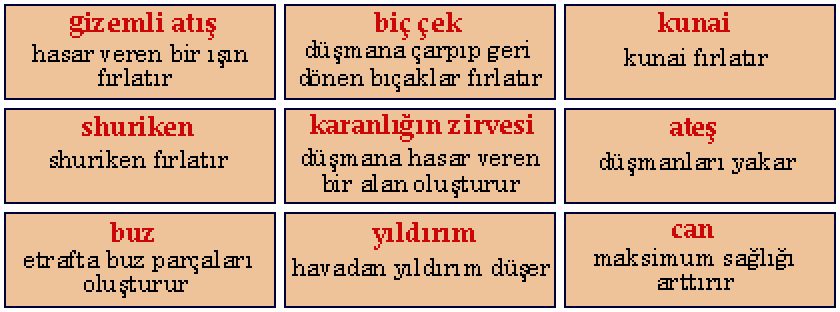 gizemli atış
hasar veren bir ışın
fırlatır
biç çek
düşmana çarpıp geri
dönen bıçaklar fırlatır
kunai
kunai fırlatır
shuriken
shuriken fırlatır
karanlığın zirvesi
düşmana hasar veren
bir alan oluşturur
ateş
düşmanları yakar
buz
etrafta buz parçaları
oluşturur
yıldırım
havadan yıldırım düşer
can
maksimum sağlığı
arttırır